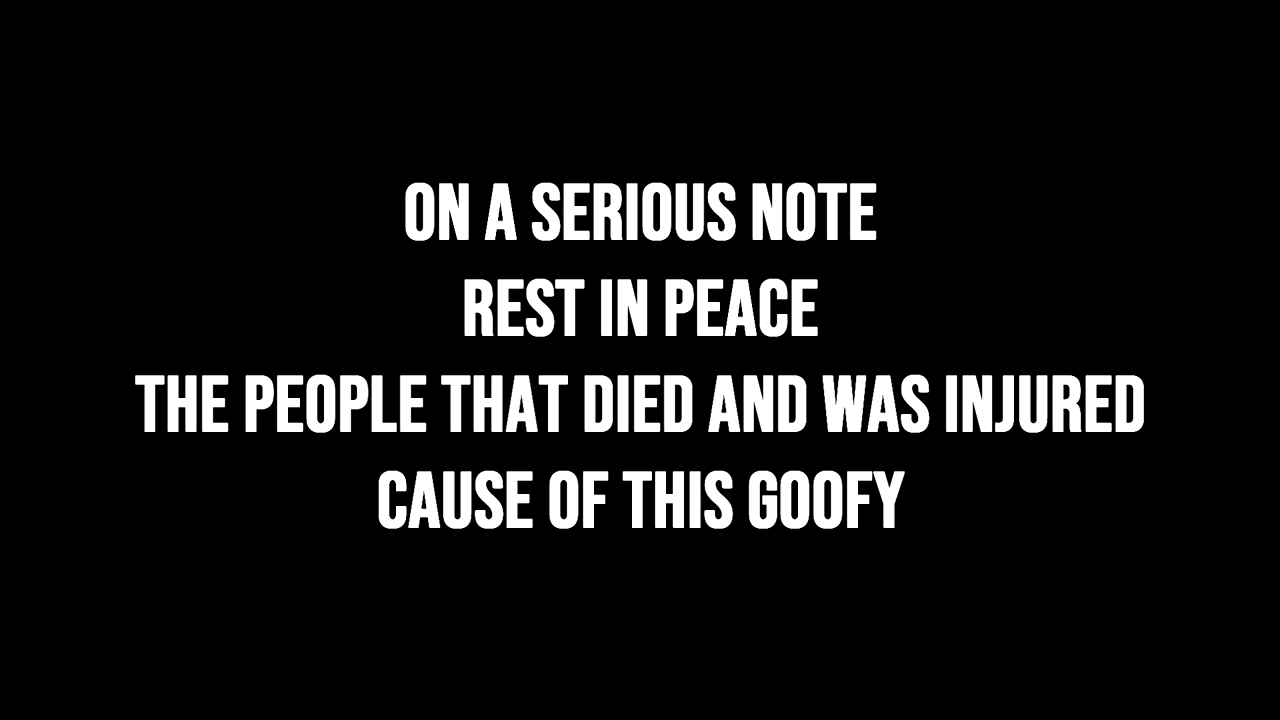 ON A SERIOUS NOTE
REST IN PEACE
THE PEOPLE THAT DIED AND WAS INJURED
CAUSE OF THIS GOOFY